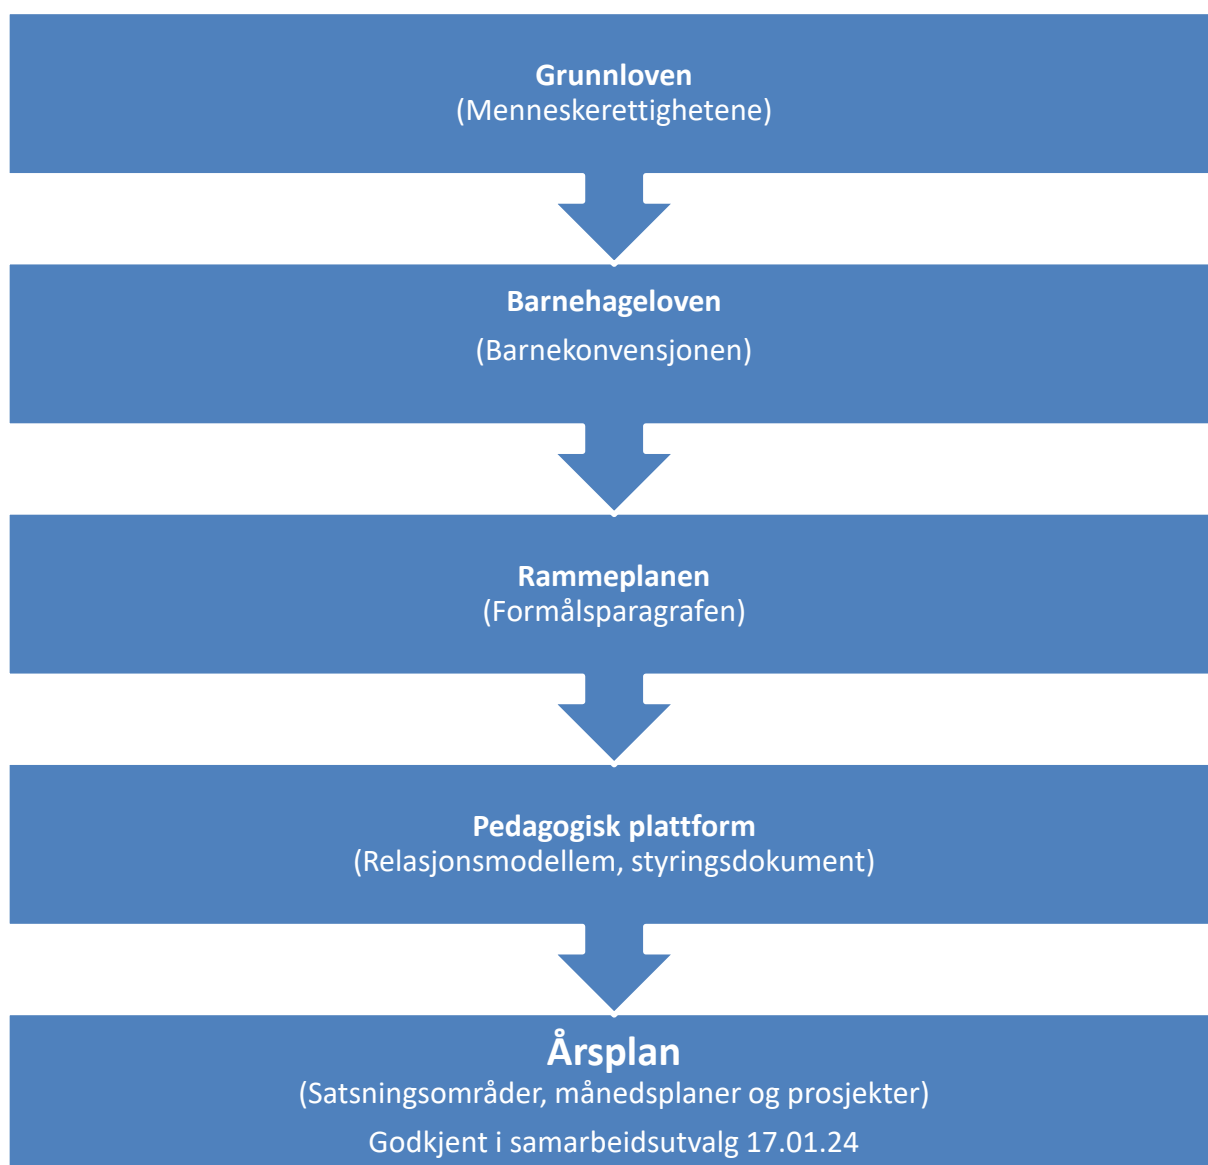 Grunnloven
(Menneskerettighetene)
Barnehageloven
(Barnekonvensjonen)
Rammeplanen
(Formålsparagrafen)
Pedagogisk plattform
(Relasjonsmodellem, styringsdokument)
Årsplan
(Satsningsområder, månedsplaner og prosjekter)
Godkjent i samarbeidsutvalg 17.01.24